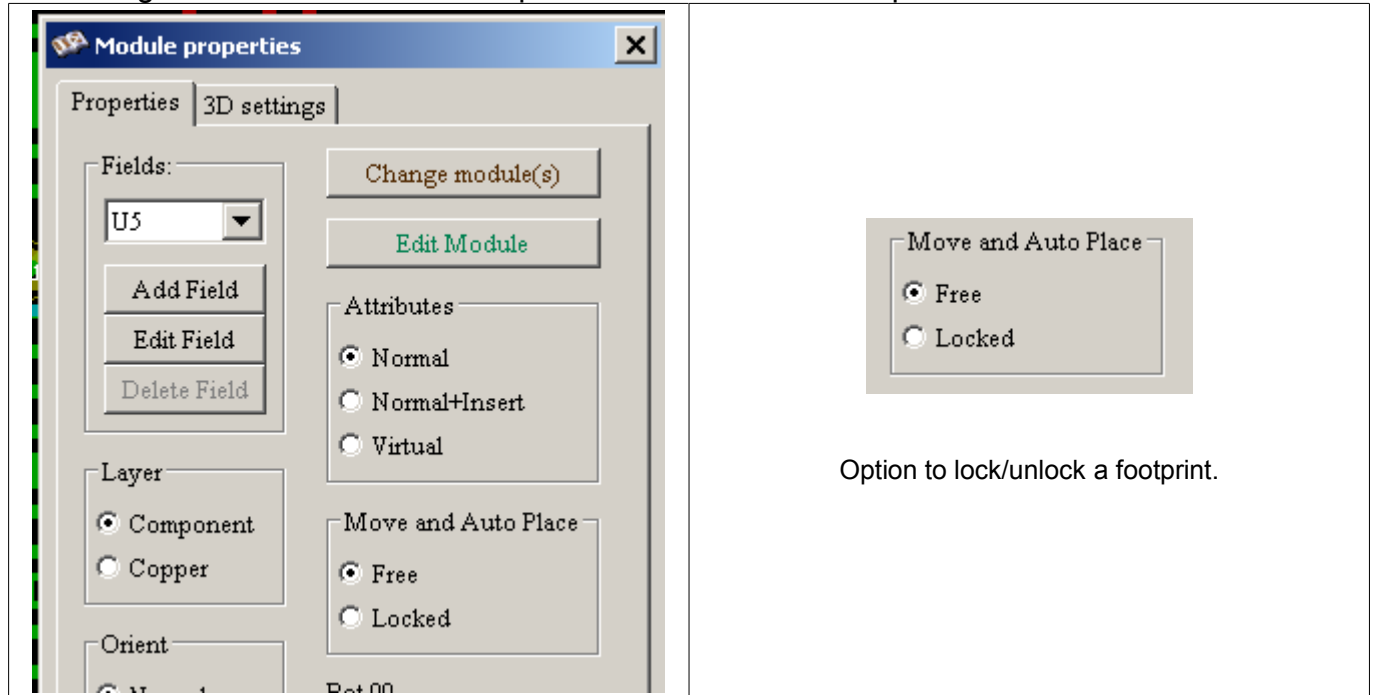 Module properties
Properties
3D settings
Fields:
U5
Add Field
Edit Field
Delete Field
Layer
Component
Copper
Orient
Change module(s)
Edit Module
Attributes
Normal
Normal+Insert
Virtual
Move and Auto Place
Free
Locked
Move and Auto Place
Free
Locked
Option to lock/unlock a footprint.